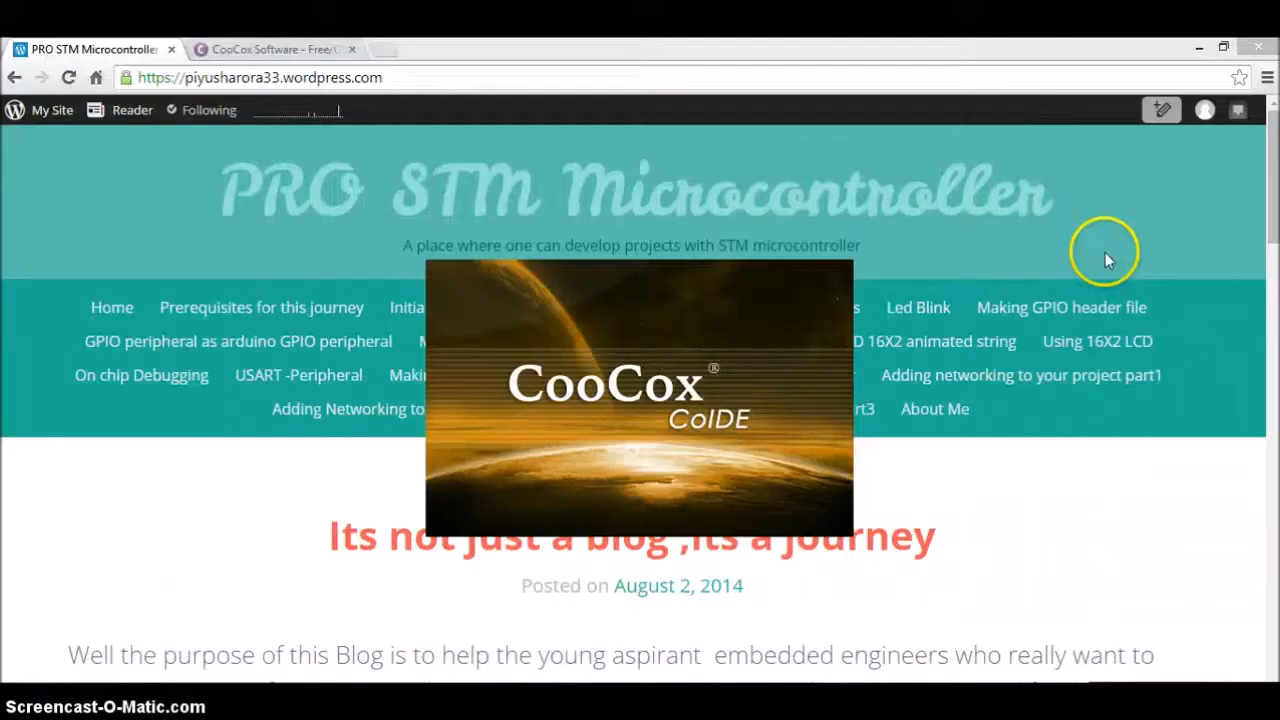 PRO STM Microcontroller
CooCox Software - Free/
https://piyusharora33.wordpress.com
My Site Reader Following
PRO STM Microcontroller
A place where one can develop projects with STM microcontroller
Home Prerequisites for this journey Led Blink Making GPIO header file
GPIO peripheral as arduino GPIO peripheral 16X2 animated string Using 16X2 LCD
On chip Debugging USART -Peripheral Adding networking to your project part1
Adding Networking to About Me
CooCox®
CoIDE
Its not just a blog ,its a journey
Posted on August 2, 2014
Well the purpose of this Blog is to help the young aspirant embedded engineers who really want to
Screencast-O-Matic.com